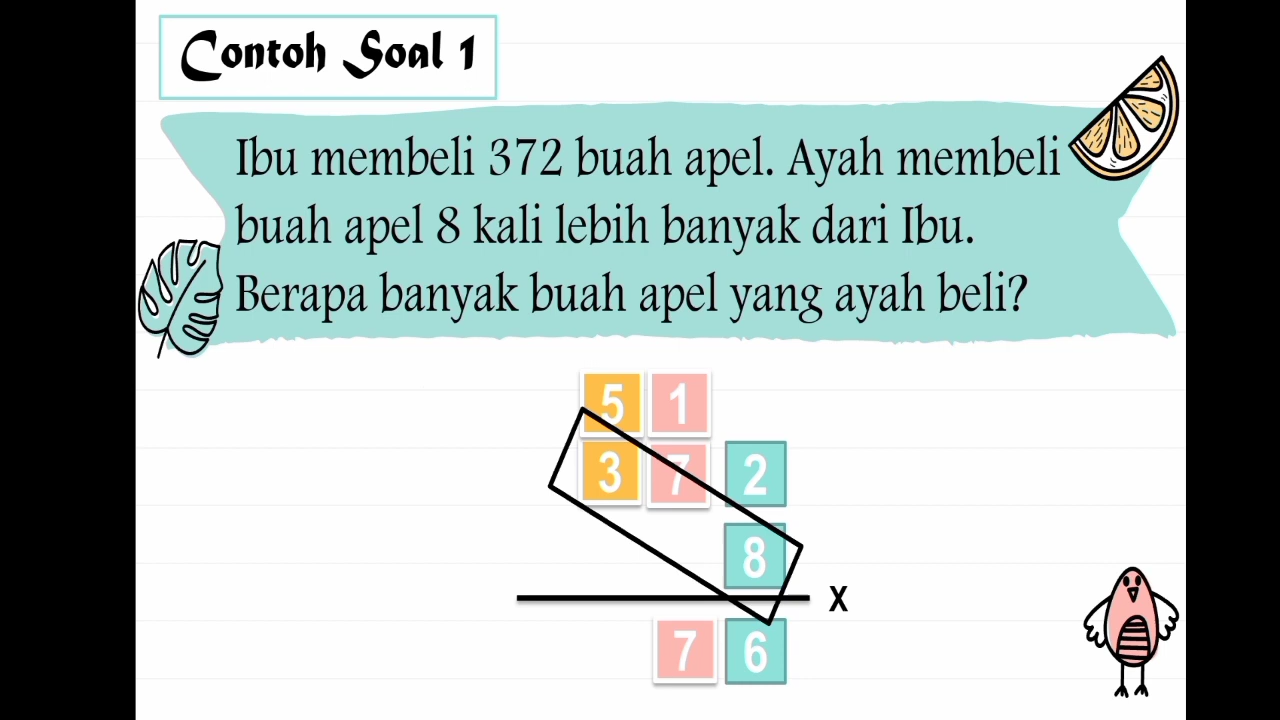 Contoh Soal 1
Ibu membeli 372 buah apel. Ayah membeli
buah apel 8 kali lebih banyak dari Ibu.
Berapa banyak buah apel yang ayah beli?
5 1
3 7 2
8
X
7 6